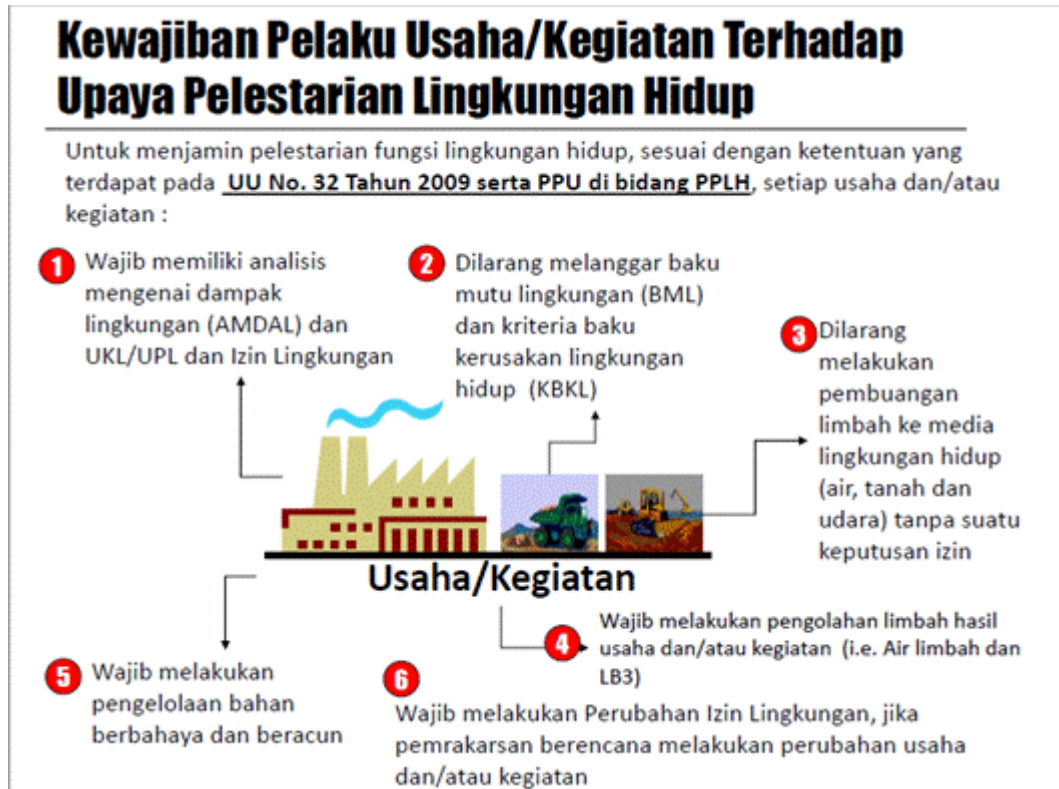 Kewajiban Pelaku Usaha/Kegiatan Terhadap
Upaya Pelestarian Lingkungan Hidup
Untuk menjamin pelestarian fungsi lingkungan hidup, sesuai dengan ketentuan yang
terdapat pada UU No. 32 Tahun 2009 serta PPU di bidang PPLH, setiap usaha dan/atau
kegiatan :
1 Wajib memiliki analisis
mengenai dampak
lingkungan (AMDAL) dan
UKL/UPL dan Izin Lingkungan
2 Dilarang melanggar baku
mutu lingkungan (BML)
dan kriteria baku
kerusakan lingkungan
hidup (KBKL)
3 Dilarang
melakukan
pembuangan
limbah ke media
lingkungan hidup
(air, tanah dan
udara) tanpa suatu
keputusan izin
Usaha/Kegiatan
4 Wajib melakukan pengolahan limbah hasil
usaha dan/atau kegiatan (i.e. Air limbah dan
LB3)
5 Wajib melakukan
pengelolaan bahan
berbahaya dan beracun
6
Wajib melakukan Perubahan Izin Lingkungan, jika
pemrakarsan berencana melakukan perubahan usaha
dan/atau kegiatan